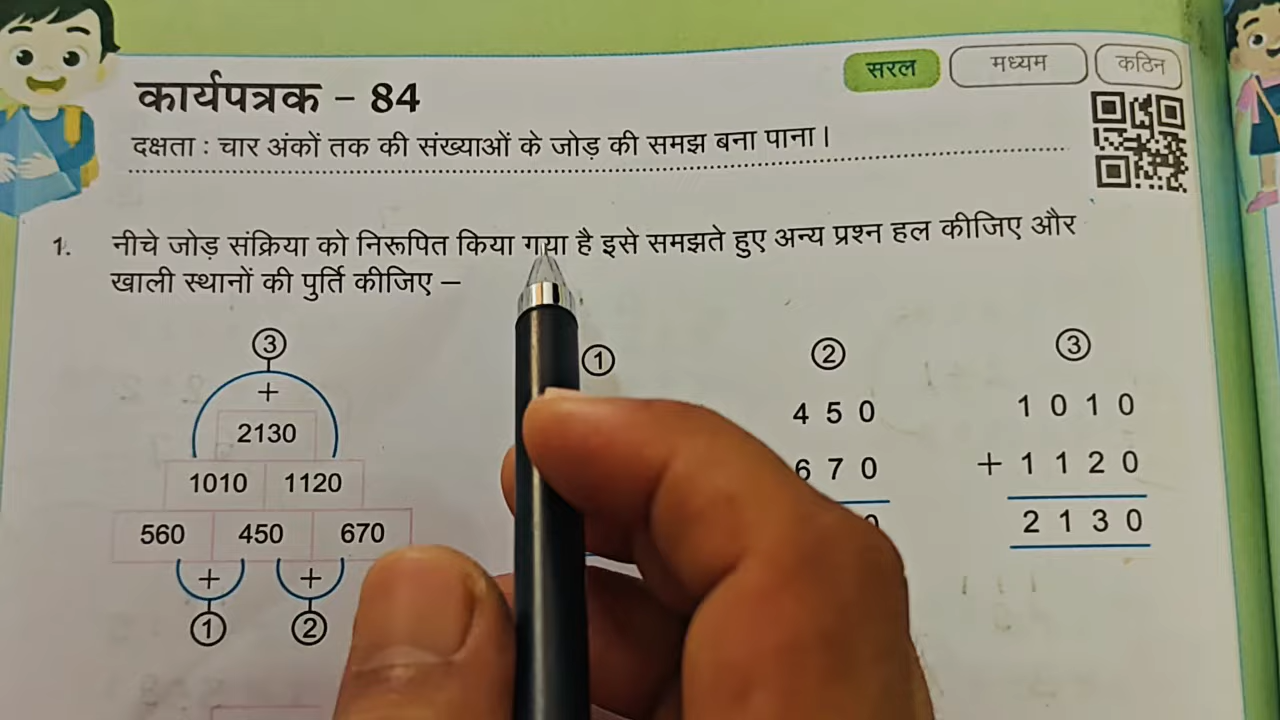 सरल
मध्यम
कठिन
कार्यपत्रक – 84
दक्षता : चार अंकों तक की संख्याओं के जोड़ की समझ बना पाना।
1. नीचे जोड़ संक्रिया को निरूपित किया गया है इसे समझते हुए अन्य प्रश्न हल कीजिए और
खाली स्थानों की पुर्ति कीजिए –
③
+
2130
1010 1120
560 450 670
+ +
① ②
①
②
4 5 0
6 7 0
0
③
1 0 1 0
+ 1 1 2 0
2 1 3 0